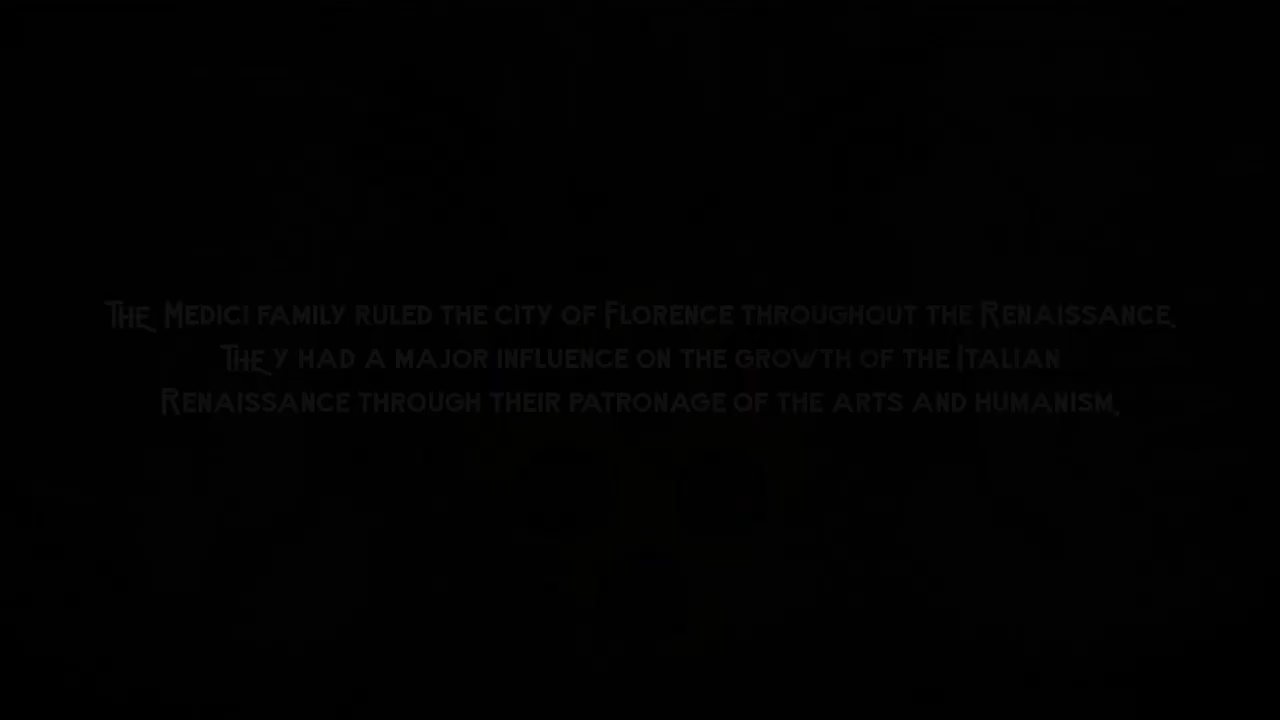 The Medici family ruled the city of Florence throughout the Renaissance.
They had a major influence on the growth of the Italian
Renaissance through their patronage of the arts and humanism.